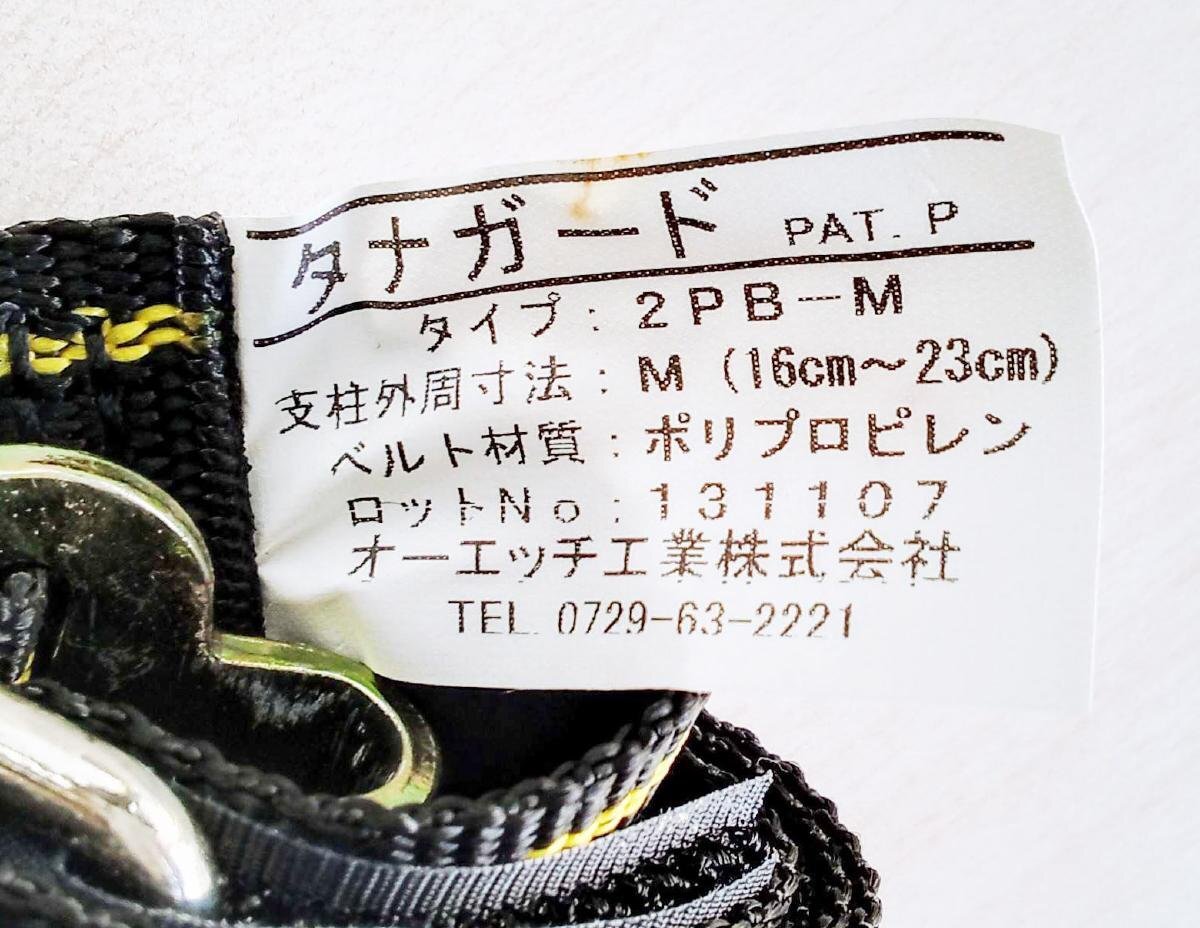 タナガード PAT. P
タイプ：２ＰＢ－Ｍ
支柱外周寸法：Ｍ（16cm～23cm）
ベルト材質：ポリプロピレン
ロットＮｏ：１３１１０７
オーエッチ工業株式会社
TEL. 0729-63-2221